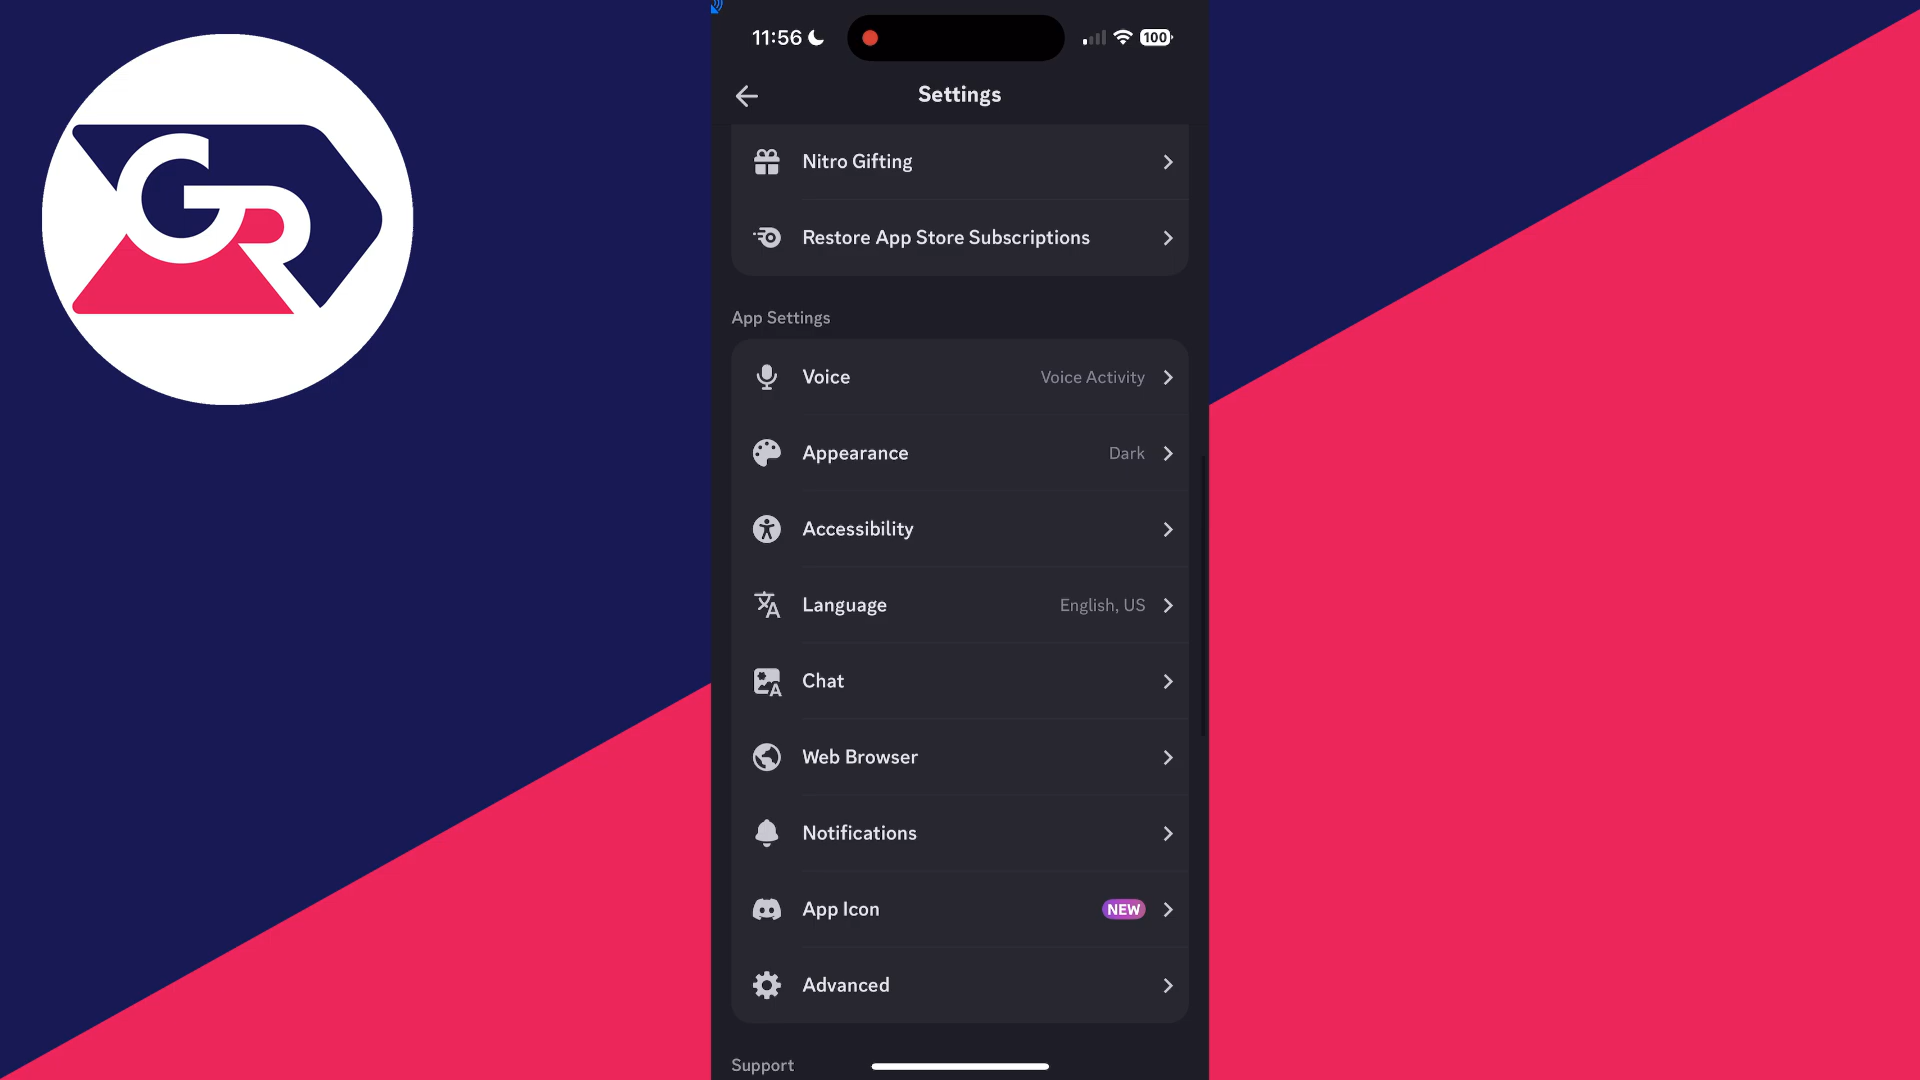 GR
11:56
100
Settings
Nitro Gifting
Restore App Store Subscriptions
App Settings
Voice Voice Activity
Appearance Dark
Accessibility
Language English, US
Chat
Web Browser
Notifications
App Icon NEW
Advanced
Support